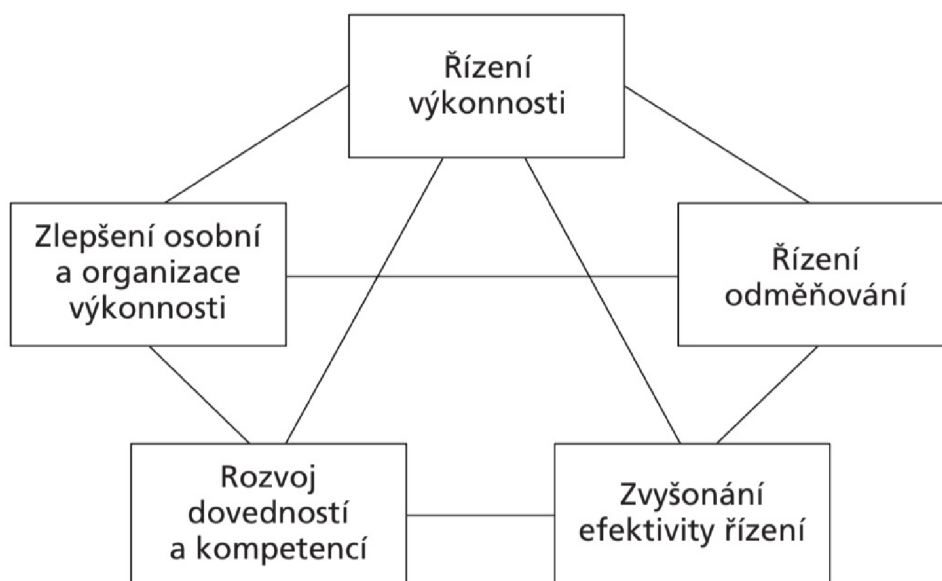 Řízení
výkonnosti
Zlepšení osobní
a organizace
výkonnosti
Řízení
odměňování
Rozvoj
dovedností
a kompetencí
Zvyšonání
efektivity řízení